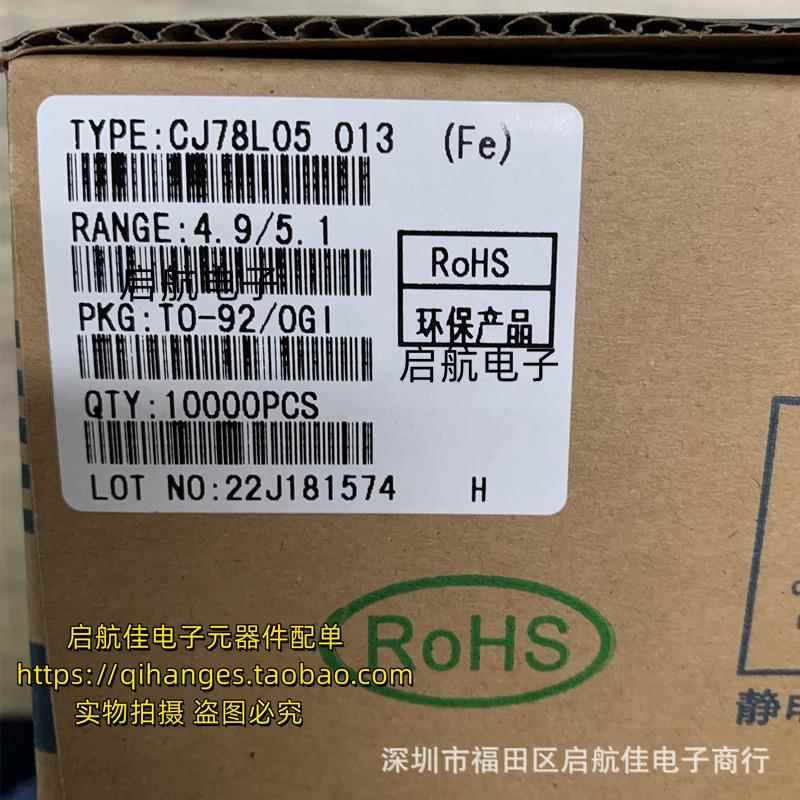 TYPE:CJ78L05 013 (Fe)
RANGE:4.9/5.1
RoHS
启航电子
PKG:TO-92/OGI
环保产品
启航电子
QTY:10000PCS
LOT NO:22J181574 H
RoHS
启航佳电子元器件配单
https://qihanges.taobao.com
实物拍摄 盗图必究
静
深圳市福田区启航佳电子商行